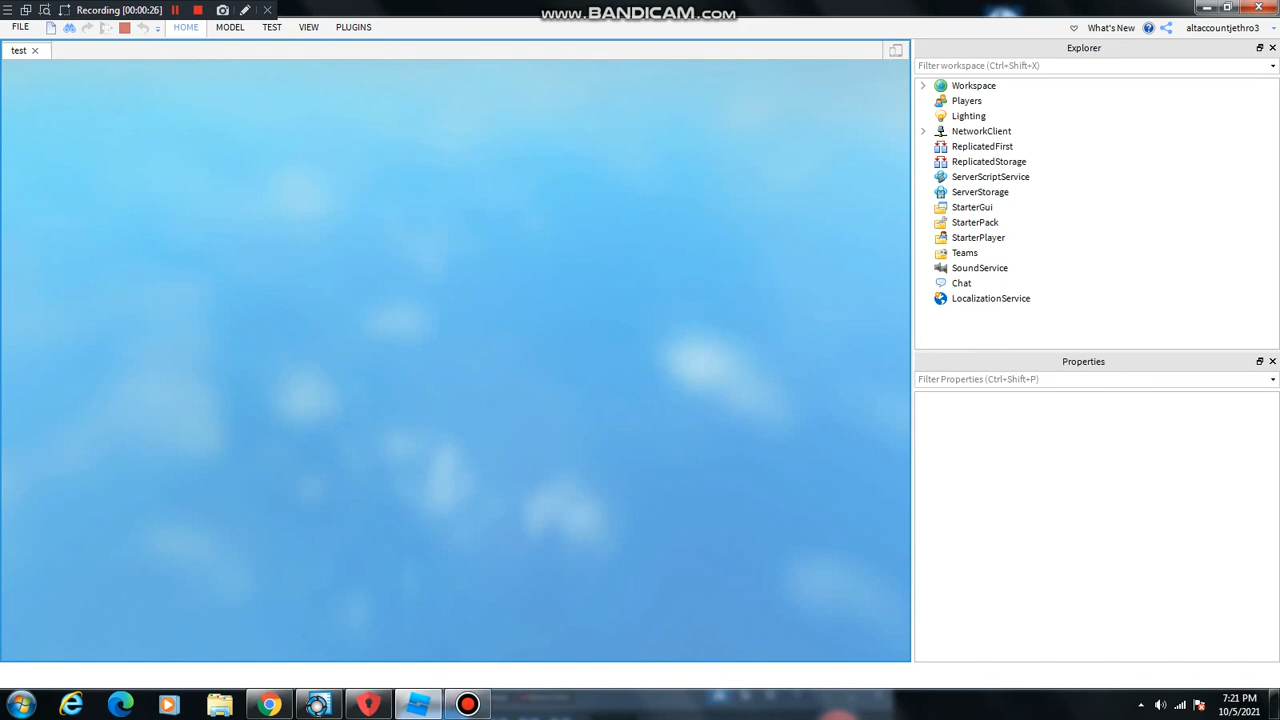 Recording [00:00:26]
www.BANDICAM.com
FILE HOME MODEL TEST VIEW PLUGINS What's New altaccountjethro3
test
Explorer
Filter workspace (Ctrl+Shift+X)
Workspace
Players
Lighting
NetworkClient
ReplicatedFirst
ReplicatedStorage
ServerScriptService
ServerStorage
StarterGui
StarterPack
StarterPlayer
Teams
SoundService
Chat
LocalizationService
Properties
Filter Properties (Ctrl+Shift+P)
7:21 PM
10/5/2021